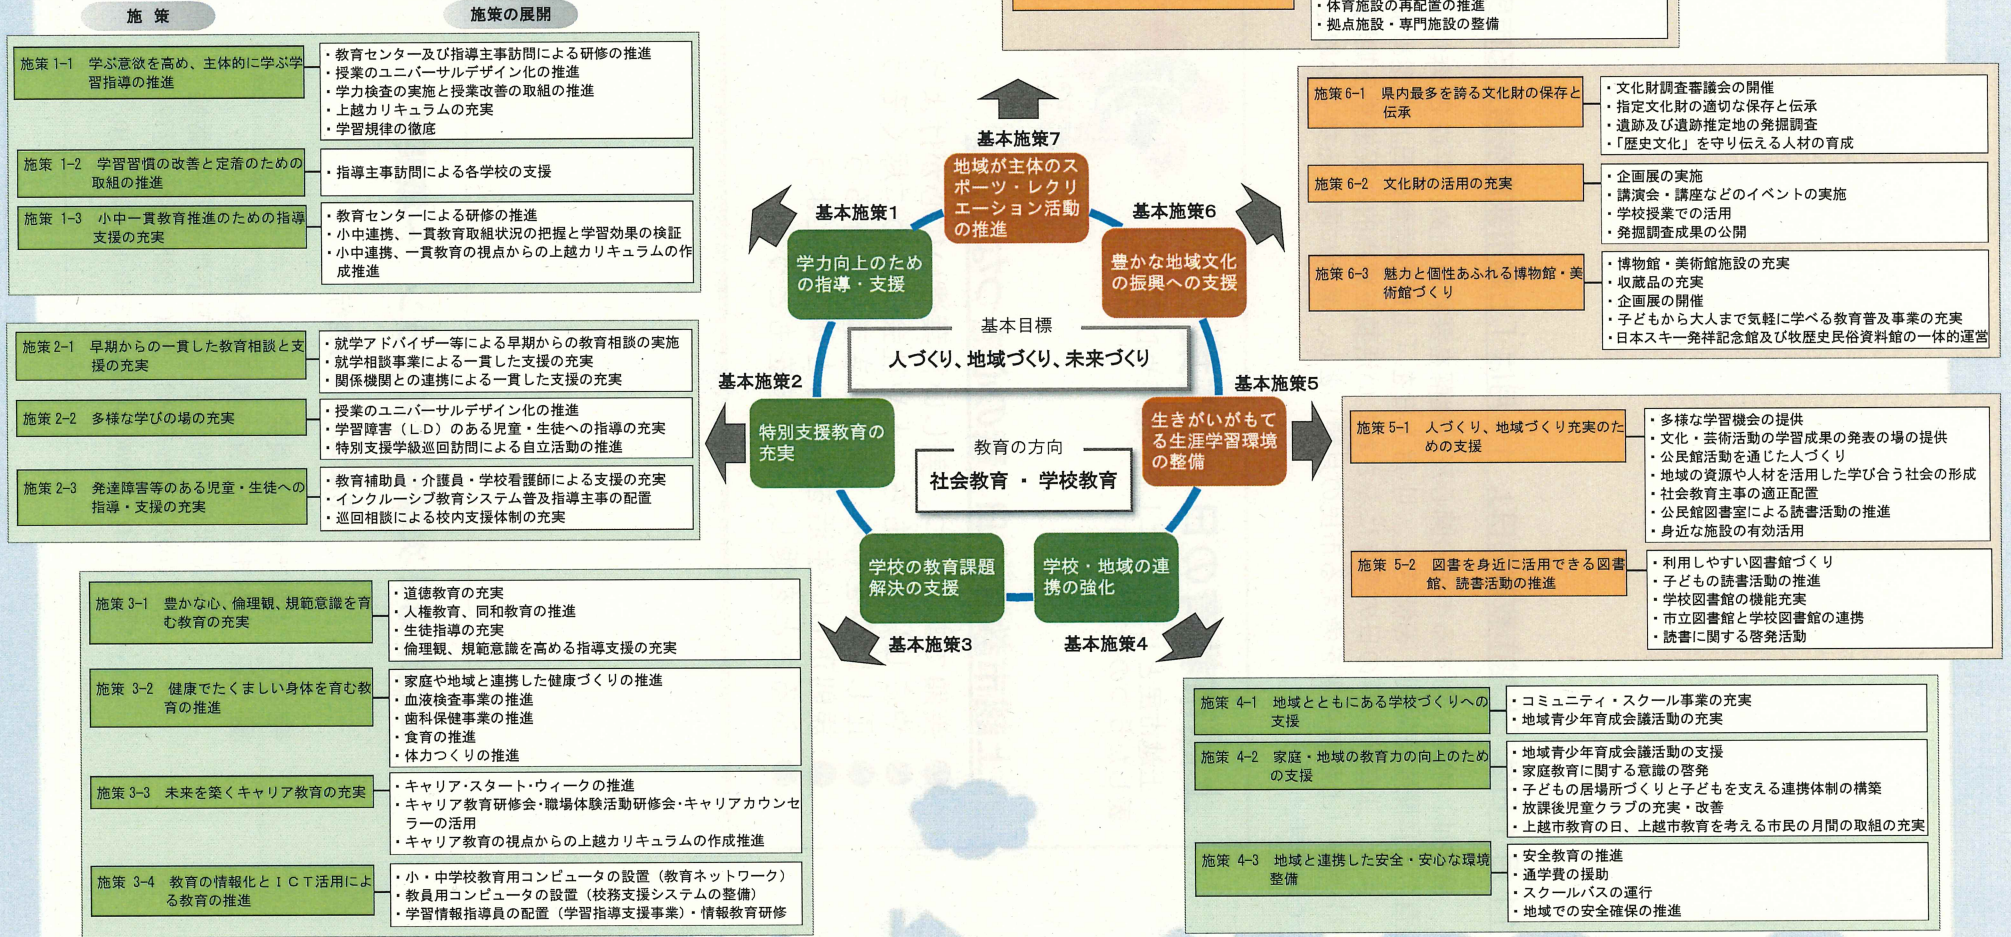 施 策
施策の展開
施策 1-1 学ぶ意欲を高め、主体的に学ぶ学
習指導の推進
・教育センター及び指導主事訪問による研修の推進
・授業のユニバーサルデザイン化の推進
・学力検査の実施と授業改善の取組の推進
・上越カリキュラムの充実
・学習規律の徹底
施策 1-2 学習習慣の改善と定着のための
取組の推進
・指導主事訪問による各学校の支援
施策 1-3 小中一貫教育推進のための指導
支援の充実
・教育センターによる研修の推進
・小中連携、一貫教育取組状況の把握と学習効果の検証
・小中連携、一貫教育の視点からの上越カリキュラムの作
成推進
施策 2-1 早期からの一貫した教育相談と支
援の充実
・就学アドバイザー等による早期からの教育相談の実施
・就学相談事業による一貫した支援の充実
・関係機関との連携による一貫した支援の充実
施策 2-2 多様な学びの場の充実
・授業のユニバーサルデザイン化の推進
・学習障害（LD）のある児童・生徒への指導の充実
・特別支援学級巡回訪問による自立活動の推進
施策 2-3 発達障害等のある児童・生徒への
指導・支援の充実
・教育補助員・介護員・学校看護師による支援の充実
・インクルーシブ教育システム普及指導主事の配置
・巡回相談による校内支援体制の充実
施策 3-1 豊かな心、倫理観、規範意識を育
む教育の充実
・道徳教育の充実
・人権教育、同和教育の推進
・生徒指導の充実
・倫理観、規範意識を高める指導支援の充実
施策 3-2 健康でたくましい身体を育む教
育の推進
・家庭や地域と連携した健康づくりの推進
・血液検査事業の推進
・歯科保健事業の推進
・食育の推進
・体力つくりの推進
施策 3-3 未来を築くキャリア教育の充実
・キャリア・スタート・ウィークの推進
・キャリア教育研修会・職場体験活動研修会・キャリアカウンセ
ラーの活用
・キャリア教育の視点からの上越カリキュラムの作成推進
施策 3-4 教育の情報化とＩＣＴ活用によ
る教育の推進
・小・中学校教育用コンピュータの設置（教育ネットワーク）
・教員用コンピュータの設置（校務支援システムの整備）
・学習情報指導員の配置（学習指導支援事業）・情報教育研修
基本施策7
地域が主体のス
ポーツ・レクリ
エーション活動
の推進
基本施策1
学力向上のため
の指導・支援
基本施策6
豊かな地域文化
の振興への支援
基本目標
人づくり、地域づくり、未来づくり
基本施策2
特別支援教育の
充実
基本施策5
生きがいがもて
る生涯学習環境
の整備
教育の方向
社会教育 ・ 学校教育
学校の教育課題
解決の支援
基本施策3
学校・地域の連
携の強化
基本施策4
・体育施設の再配置の推進
・拠点施設・専門施設の整備
施策 6-1 県内最多を誇る文化財の保存と
伝承
・文化財調査審議会の開催
・指定文化財の適切な保存と伝承
・遺跡及び遺跡推定地の発掘調査
・「歴史文化」を守り伝える人材の育成
施策 6-2 文化財の活用の充実
・企画展の実施
・講演会・講座などのイベントの実施
・学校授業での活用
・発掘調査成果の公開
施策 6-3 魅力と個性あふれる博物館・美
術館づくり
・博物館・美術館施設の充実
・収蔵品の充実
・企画展の開催
・子どもから大人まで気軽に学べる教育普及事業の充実
・日本スキー発祥記念館及び牧歴史民俗資料館の一体的運営
施策 5-1 人づくり、地域づくり充実のた
めの支援
・多様な学習機会の提供
・文化・芸術活動の学習成果の発表の場の提供
・公民館活動を通じた人づくり
・地域の資源や人材を活用した学び合う社会の形成
・社会教育主事の適正配置
・公民館図書室による読書活動の推進
・身近な施設の有効活用
施策 5-2 図書を身近に活用できる図書
館、読書活動の推進
・利用しやすい図書館づくり
・子どもの読書活動の推進
・学校図書館の機能充実
・市立図書館と学校図書館の連携
・読書に関する啓発活動
施策 4-1 地域とともにある学校づくりへの
支援
・コミュニティ・スクール事業の充実
・地域青少年育成会議活動の充実
施策 4-2 家庭・地域の教育力の向上のため
の支援
・地域青少年育成会議活動の支援
・家庭教育に関する意識の啓発
・子どもの居場所づくりと子どもを支える連携体制の構築
・放課後児童クラブの充実・改善
・上越市教育の日、上越市教育を考える市民の月間の取組の充実
施策 4-3 地域と連携した安全・安心な環境
整備
・安全教育の推進
・通学費の援助
・スクールバスの運行
・地域での安全確保の推進